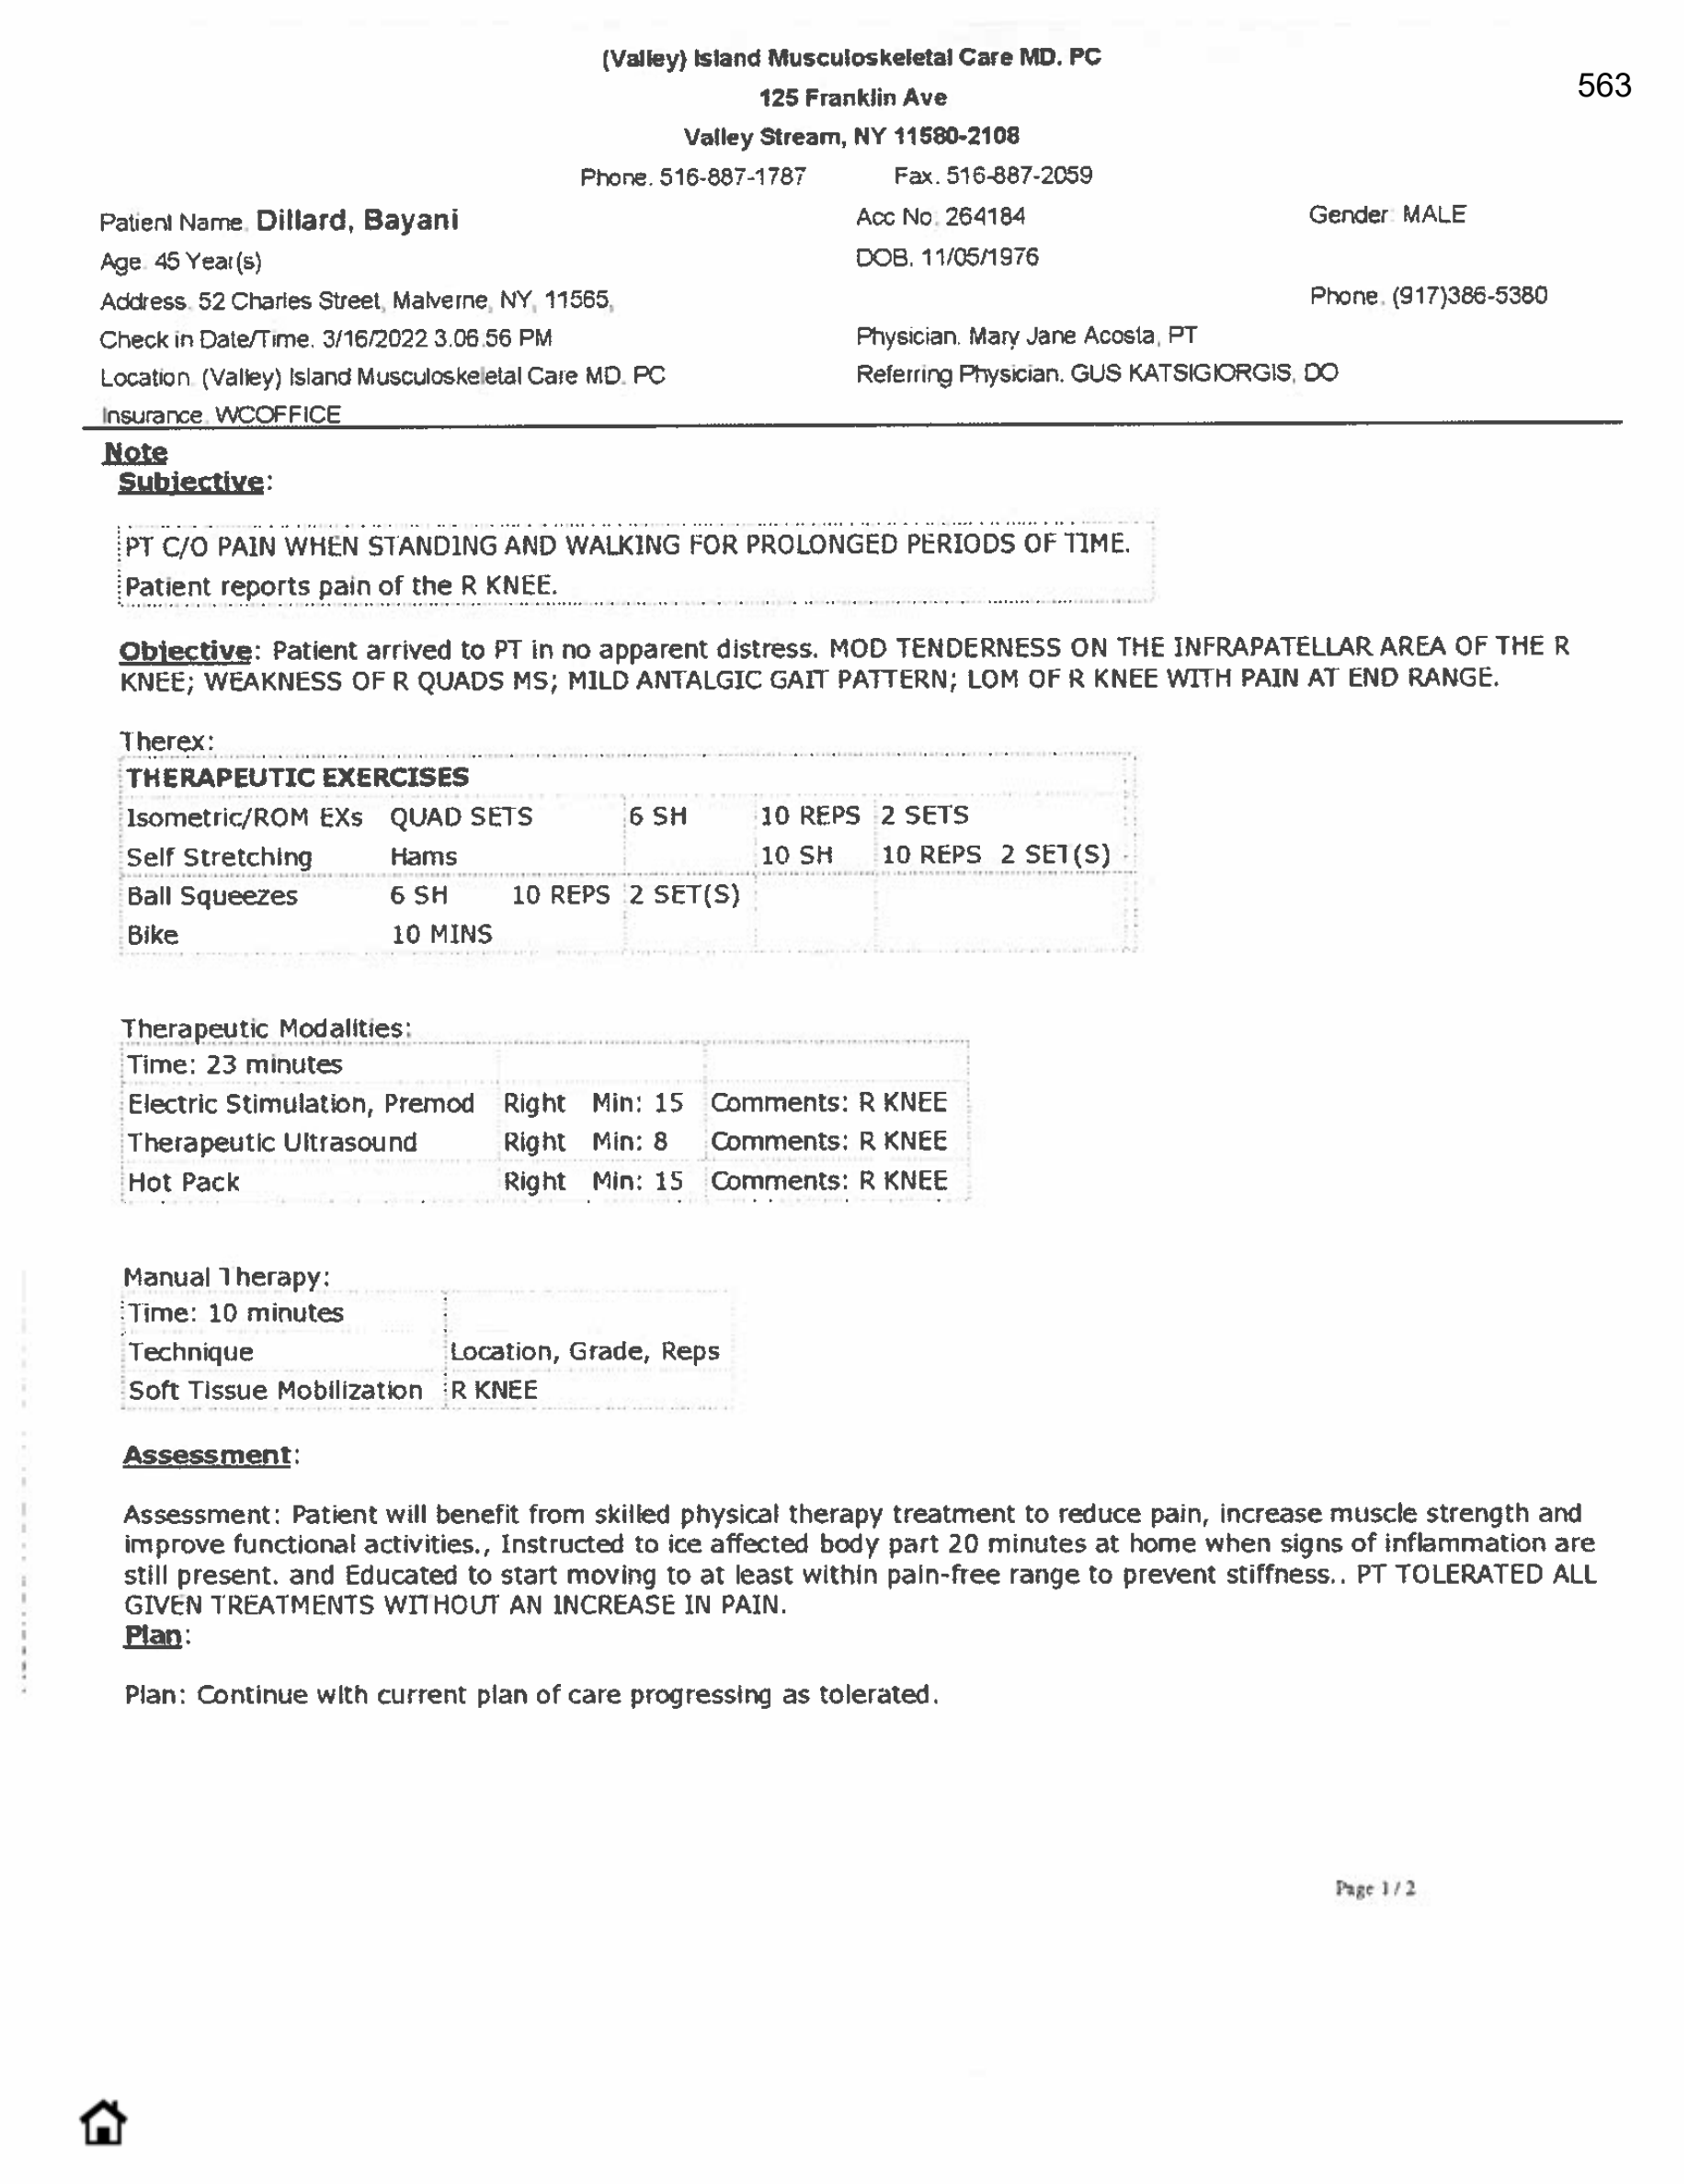 (Valley) Island Musculoskeletal Care MD. PC
563
125 Franklin Ave
Valley Stream, NY 11580-2108
Phone. 516-887-1787 Fax. 516-887-2059
Patient Name. Dillard, Bayani Acc No. 264184 Gender: MALE
Age. 45 Year(s) DOB. 11/05/1976
Address. 52 Charles Street, Malverne, NY, 11565, Phone. (917)386-5380
Check in Date/Time. 3/16/2022 3.06.56 PM Physician. Mary Jane Acosta, PT
Location. (Valley) Island Musculoskeletal Care MD. PC Referring Physician. GUS KATSIGIORGIS, DO
Insurance. WCOFFICE
Note
Subjective:
PT C/O PAIN WHEN STANDING AND WALKING FOR PROLONGED PERIODS OF TIME.
Patient reports pain of the R KNEE.
Objective: Patient arrived to PT in no apparent distress. MOD TENDERNESS ON THE INFRAPATELLAR AREA OF THE R
KNEE; WEAKNESS OF R QUADS MS; MILD ANTALGIC GAIT PATTERN; LOM OF R KNEE WITH PAIN AT END RANGE.
Therex:
THERAPEUTIC EXERCISES
Isometric/ROM EXs QUAD SETS 6 SH 10 REPS 2 SETS
Self Stretching Hams 10 SH 10 REPS 2 SET(S)
Ball Squeezes 6 SH 10 REPS 2 SET(S)
Bike 10 MINS
Therapeutic Modalities:
Time: 23 minutes
Electric Stimulation, Premod Right Min: 15 Comments: R KNEE
Therapeutic Ultrasound Right Min: 8 Comments: R KNEE
Hot Pack Right Min: 15 Comments: R KNEE
Manual Therapy:
Time: 10 minutes
Technique Location, Grade, Reps
Soft Tissue Mobilization R KNEE
Assessment:
Assessment: Patient will benefit from skilled physical therapy treatment to reduce pain, increase muscle strength and
improve functional activities., Instructed to ice affected body part 20 minutes at home when signs of inflammation are
still present. and Educated to start moving to at least within pain-free range to prevent stiffness.. PT TOLERATED ALL
GIVEN TREATMENTS WITHOUT AN INCREASE IN PAIN.
Plan:
Plan: Continue with current plan of care progressing as tolerated.
Page 1 / 2